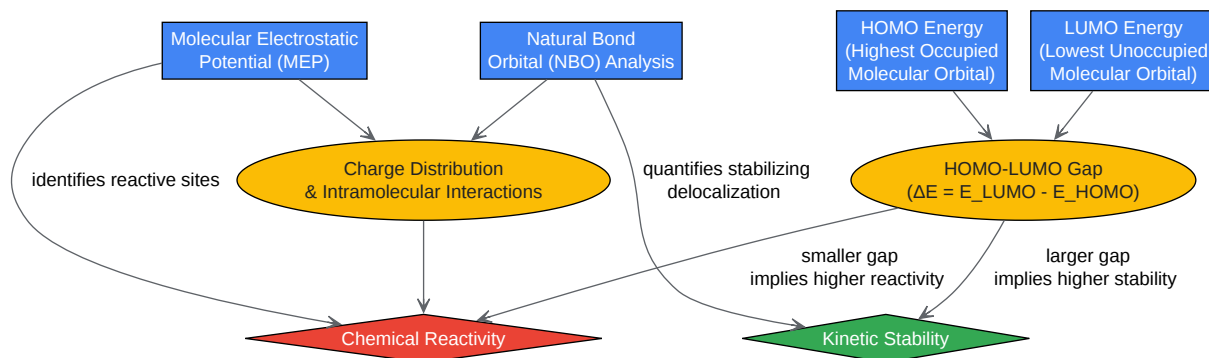 Molecular Electrostatic
Potential (MEP)
Natural Bond
Orbital (NBO) Analysis
HOMO Energy
(Highest Occupied
Molecular Orbital)
LUMO Energy
(Lowest Unoccupied
Molecular Orbital)
identifies reactive sites
Charge Distribution
& Intramolecular Interactions
quantifies stabilizing
delocalization
HOMO-LUMO Gap
(ΔE = E_LUMO - E_HOMO)
smaller gap
implies higher reactivity
larger gap
implies higher stability
Chemical Reactivity
Kinetic Stability